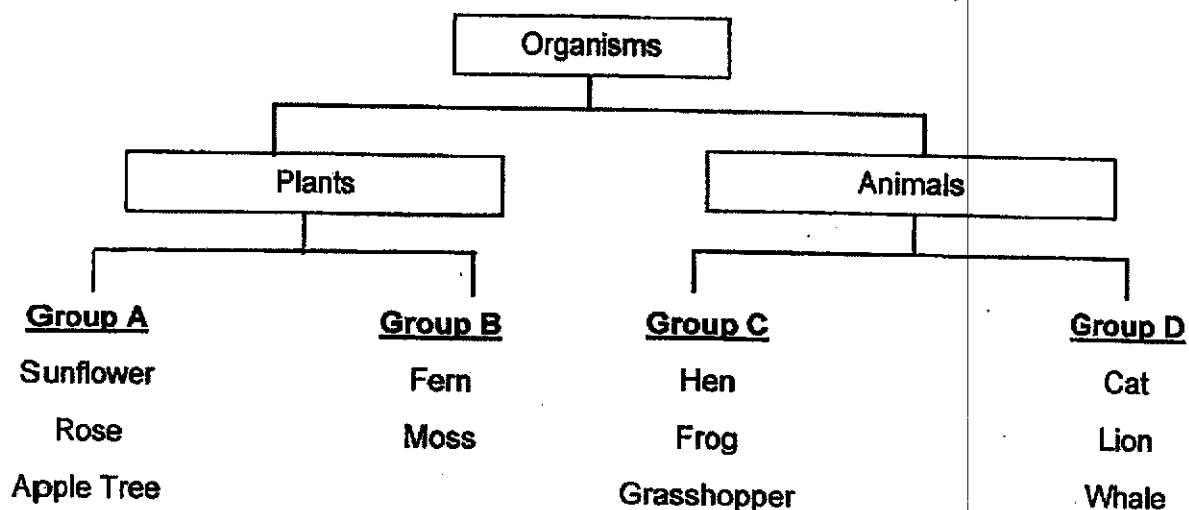 Organisms
Plants Animals
Group A Group B Group C Group D
Sunflower Fern Hen Cat
Rose Moss Frog Lion
Apple Tree Grasshopper Whale